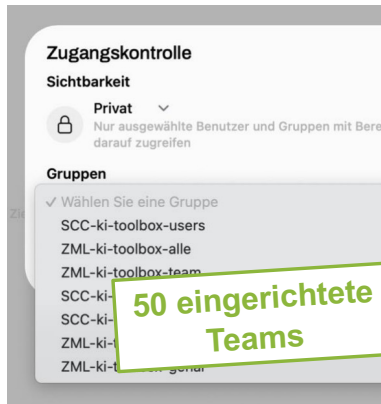 Zugangskontrolle
Sichtbarkeit
Privat
Nur ausgewählte Benutzer und Gruppen mit
darauf zugreifen
Gruppen
✓ Wählen Sie eine Gruppe
SCC-ki-toolbox-users
ZML-ki-toolbox-alle
ZML-ki-toolbox-team
50 eingerichtete
Teams